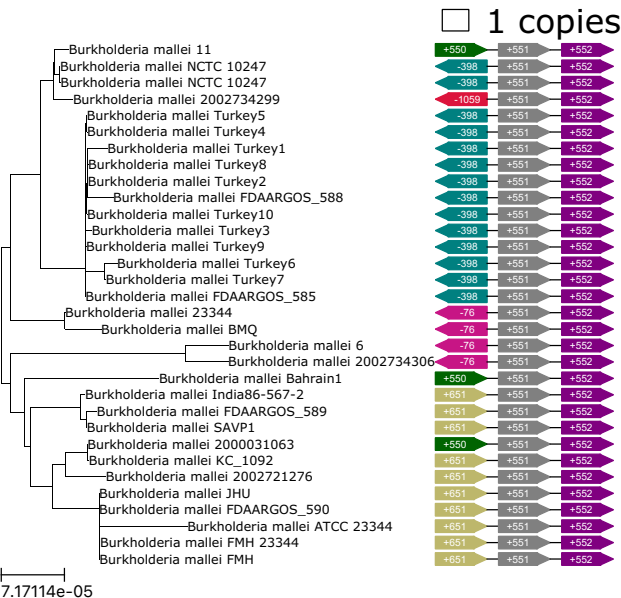 1 copies
Burkholderia mallei 11 +550 +551 +552
Burkholderia mallei NCTC 10247 -398 +551 +552
Burkholderia mallei NCTC 10247 -398 +551 +552
Burkholderia mallei 2002734299 -1059 +551 +552
Burkholderia mallei Turkey5 -398 +551 +552
Burkholderia mallei Turkey4 -398 +551 +552
Burkholderia mallei Turkey1 -398 +551 +552
Burkholderia mallei Turkey8 -398 +551 +552
Burkholderia mallei Turkey2 -398 +551 +552
Burkholderia mallei FDAARGOS_588 -398 +551 +552
Burkholderia mallei Turkey10 -398 +551 +552
Burkholderia mallei Turkey3 -398 +551 +552
Burkholderia mallei Turkey9 -398 +551 +552
Burkholderia mallei Turkey6 -398 +551 +552
Burkholderia mallei Turkey7 -398 +551 +552
Burkholderia mallei FDAARGOS_585 -398 +551 +552
Burkholderia mallei 23344 -76 +551 +552
Burkholderia mallei BMQ -76 +551 +552
Burkholderia mallei 6 -76 +551 +552
Burkholderia mallei 2002734306 -76 +551 +552
Burkholderia mallei Bahrain1 +550 +551 +552
Burkholderia mallei India86-567-2 +651 +551 +552
Burkholderia mallei FDAARGOS_589 +651 +551 +552
Burkholderia mallei SAVP1 +651 +551 +552
Burkholderia mallei 2000031063 +550 +551 +552
Burkholderia mallei KC_1092 +651 +551 +552
Burkholderia mallei 2002721276 +651 +551 +552
Burkholderia mallei JHU +651 +551 +552
Burkholderia mallei FDAARGOS_590 +651 +551 +552
Burkholderia mallei ATCC 23344 +651 +551 +552
Burkholderia mallei FMH 23344 +651 +551 +552
Burkholderia mallei FMH +651 +551 +552
7.17114e-05